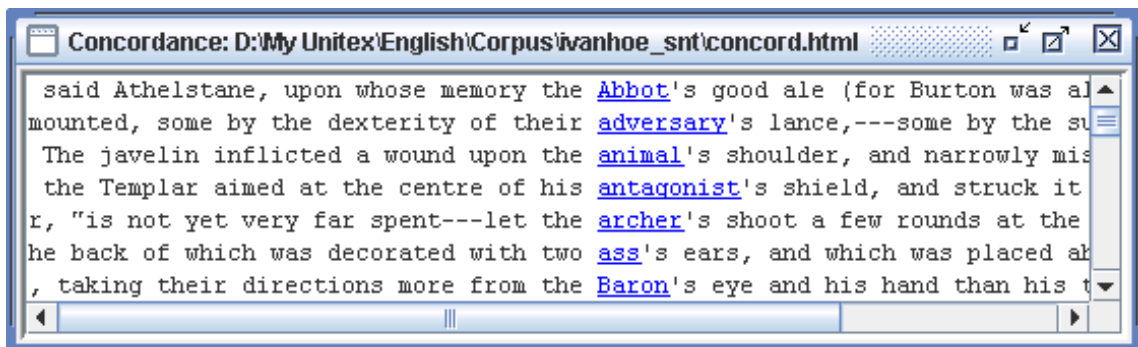 Concordance: D:\My Unitex\English\Corpus\ivanhoe_snt\concord.html
said Athelstane, upon whose memory the Abbot's good ale (for Burton was al
mounted, some by the dexterity of their adversary's lance,---some by the su
The javelin inflicted a wound upon the animal's shoulder, and narrowly mis
the Templar aimed at the centre of his antagonist's shield, and struck it
r, "is not yet very far spent---let the archer's shoot a few rounds at the
he back of which was decorated with two ass's ears, and which was placed ab
, taking their directions more from the Baron's eye and his hand than his t